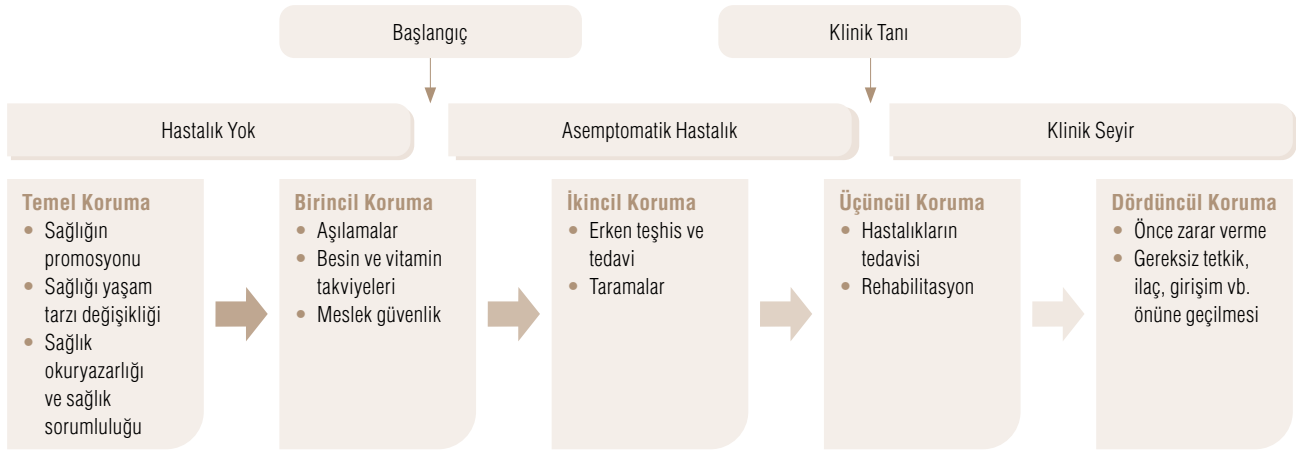 Başlangıç
Klinik Tanı
Hastalık Yok
Asemptomatik Hastalık
Klinik Seyir
Temel Koruma
• Sağlığın
promosyonu
• Sağlığı yaşam
tarzı değişikliği
• Sağlık
okuryazarlığı
ve sağlık
sorumluluğu
Birincil Koruma
• Aşılamalar
• Besin ve vitamin
takviyeleri
• Meslek güvenlik
İkincil Koruma
• Erken teşhis ve
tedavi
• Taramalar
Üçüncül Koruma
• Hastalıkların
tedavisi
• Rehabilitasyon
Dördüncül Koruma
• Önce zarar verme
• Gereksiz tetkik,
ilaç, girişim vb.
önüne geçilmesi